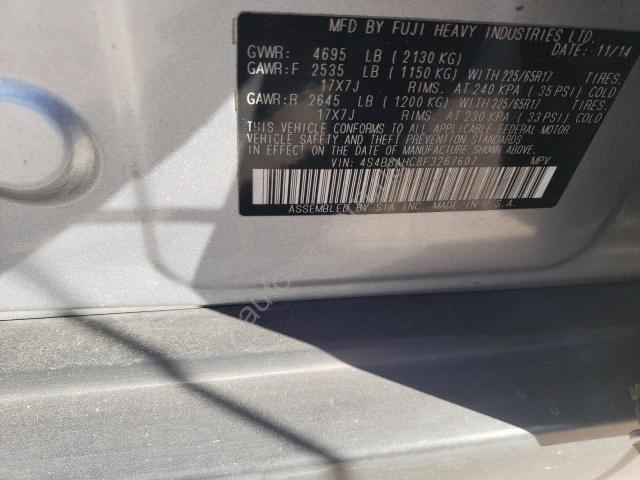 MFD BY FUJI HEAVY INDUSTRIES LTD.
DATE: 11/14
GVWR: 4695 LB (2130 KG)
GAWR:F 2535 LB (1150 KG) WITH 225/65R17 TIRES.
17X7J RIMS. AT 240 KPA (35 PSI) COLD
GAWR:R 2645 LB (1200 KG) WITH 225/65R17 TIRES.
17X7J RIMS. AT 230 KPA (33 PSI) COLD
THIS VEHICLE CONFORMS TO ALL APPLICABLE FEDERAL MOTOR
VEHICLE SAFETY, BUMPER, AND THEFT PREVENTION STANDARDS
IN EFFECT ON THE DATE OF MANUFACTURE SHOWN ABOVE.
VIN: 4S4BSAHC8F3267607 MPV
ASSEMBLED BY SIA INC. MADE IN U.S.A.